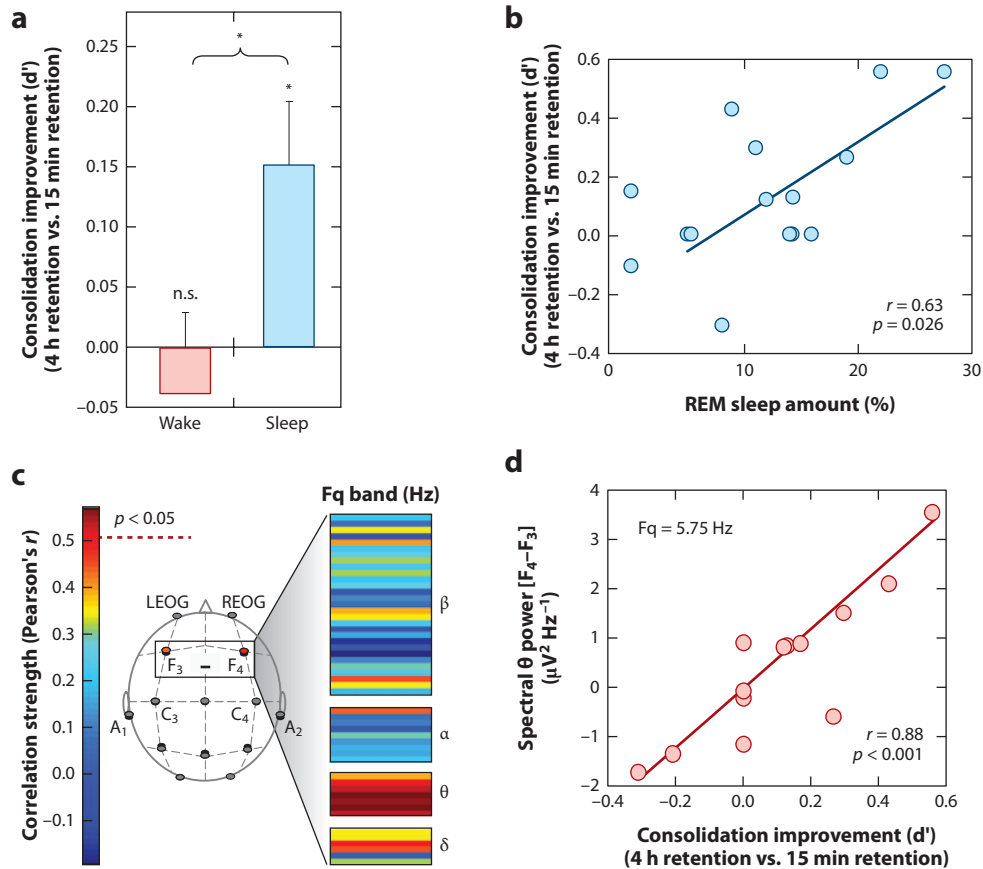 a
Consolidation improvement (d')
(4 h retention vs. 15 min retention)
0.25
0.20
0.15
0.10
0.05
0.00
−0.05
*
*
n.s.
Wake
Sleep
b
Consolidation improvement (d')
(4 h retention vs. 15 min retention)
0.6
0.4
0.2
0.0
−0.2
−0.4
r = 0.63
p = 0.026
0
10
20
30
REM sleep amount (%)
c
Correlation strength (Pearson's r)
0.5
0.4
0.3
0.2
0.1
0.0
−0.1
p < 0.05
LEOG
REOG
F3
F4
C3
C4
A1
A2
Fq band (Hz)
β
α
θ
δ
d
Spectral θ power [F4–F3]
(μV² Hz⁻¹)
4
3
2
1
0
−1
−2
Fq = 5.75 Hz
r = 0.88
p < 0.001
−0.4
−0.2
0.0
0.2
0.4
0.6
Consolidation improvement (d')
(4 h retention vs. 15 min retention)